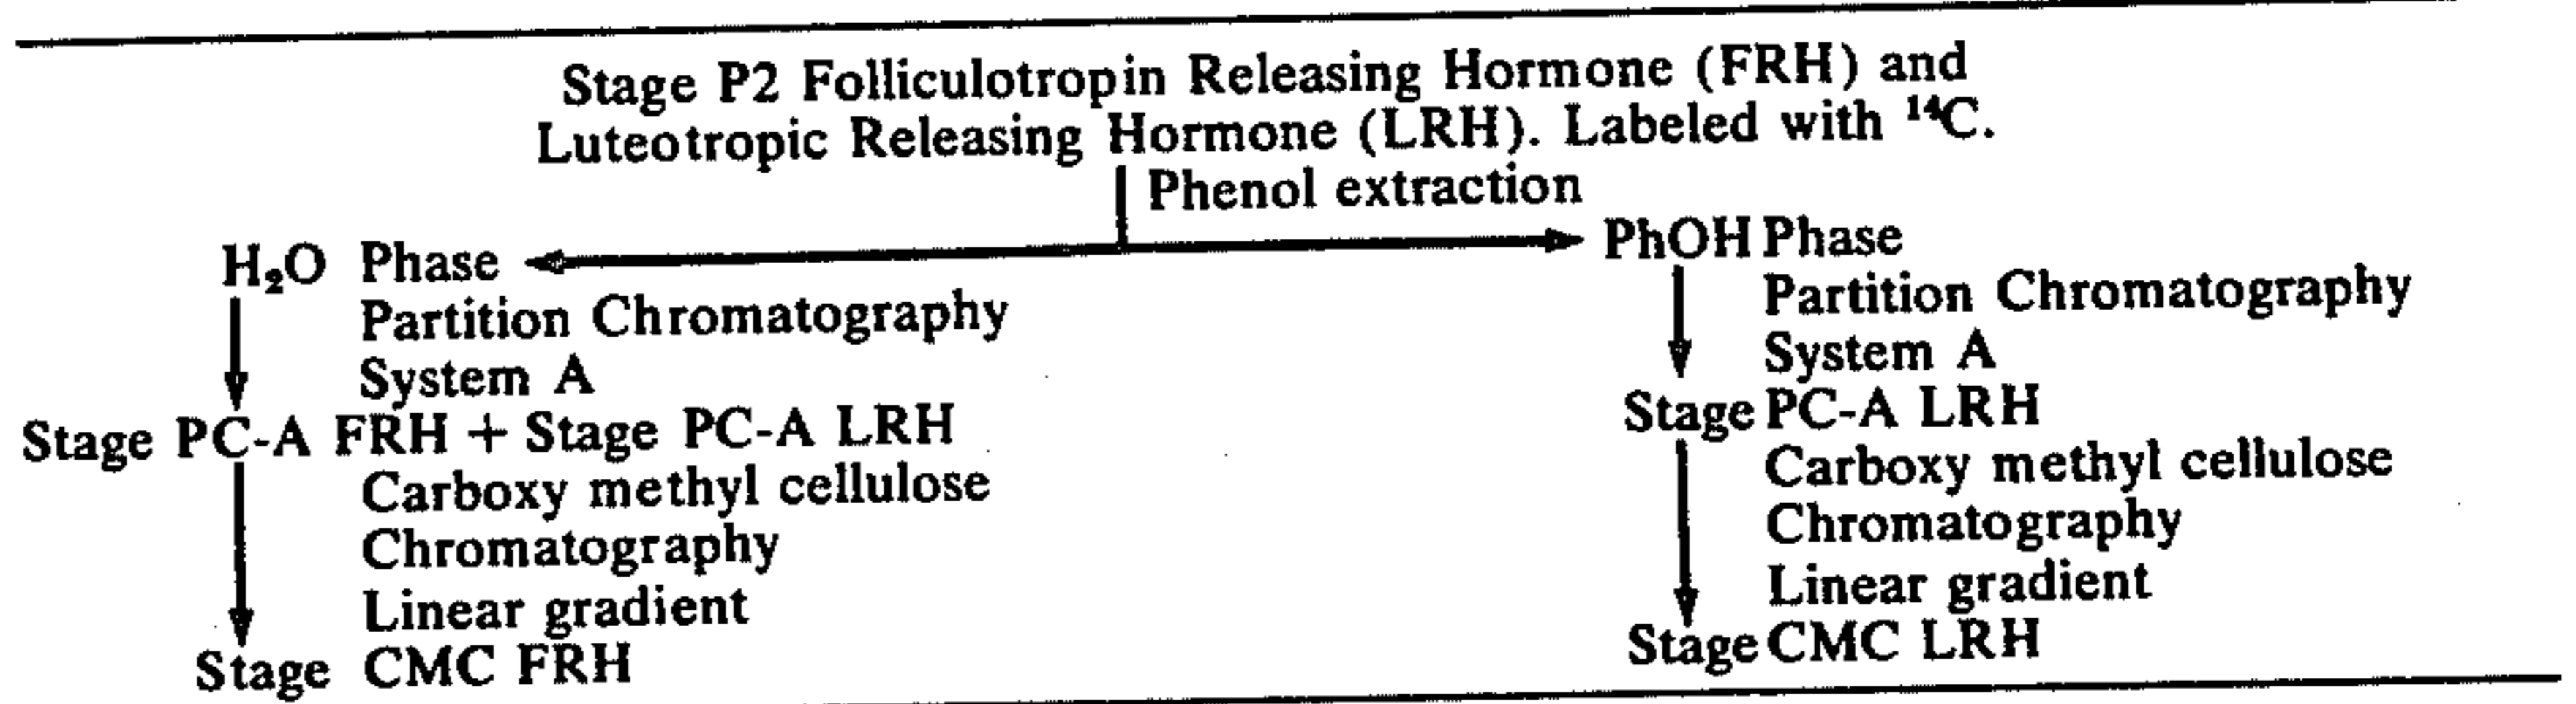 Stage P2 Folliculotropin Releasing Hormone (FRH) and
Luteotropic Releasing Hormone (LRH). Labeled with ¹⁴C.
Phenol extraction
H₂O Phase
Partition Chromatography
System A
Stage PC-A FRH + Stage PC-A LRH
Carboxy methyl cellulose
Chromatography
Linear gradient
Stage CMC FRH
PhOH Phase
Partition Chromatography
System A
Stage PC-A LRH
Carboxy methyl cellulose
Chromatography
Linear gradient
Stage CMC LRH